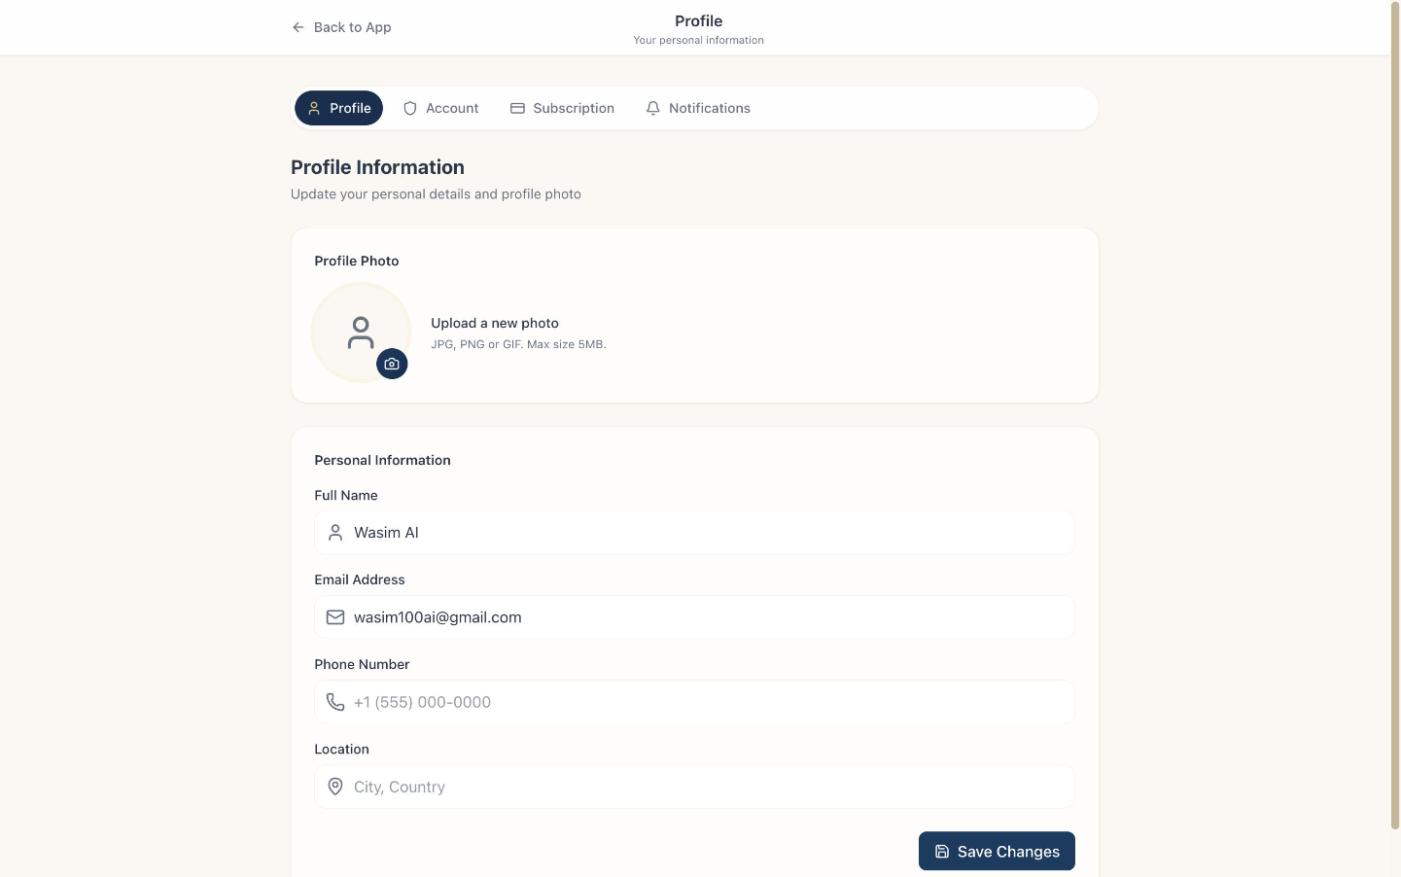 Back to App
Profile
Your personal information
Profile
Account
Subscription
Notifications
Profile Information
Update your personal details and profile photo
Profile Photo
Upload a new photo
JPG, PNG or GIF. Max size 5MB.
Personal Information
Full Name
Wasim AI
Email Address
wasim100ai@gmail.com
Phone Number
+1 (555) 000-0000
Location
City, Country
Save Changes